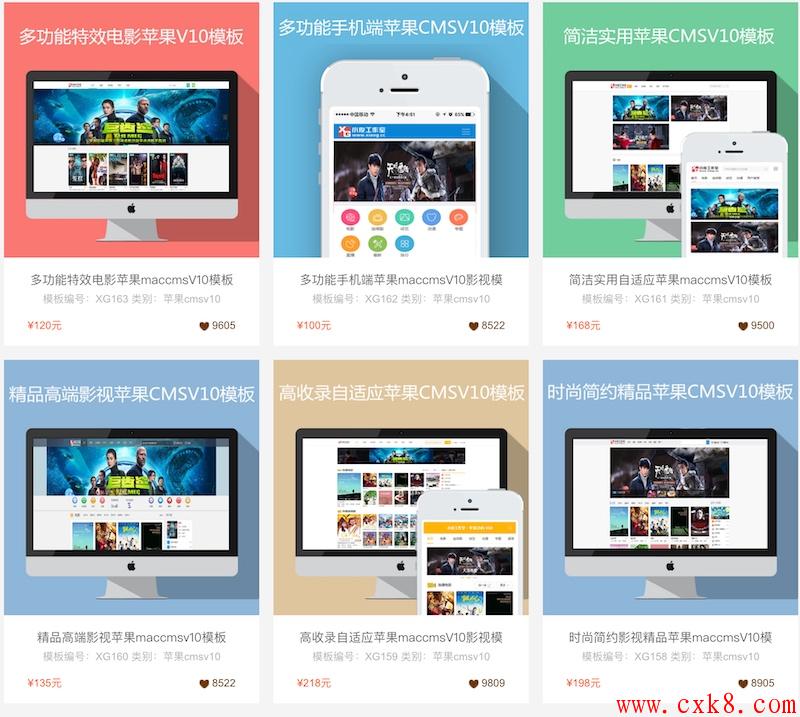 多功能特效电影苹果V10模板
多功能手机端苹果CMSV10模板
简洁实用苹果CMSV10模板
中国移动
下午4:51
65%
小度工作室
多功能特效电影苹果maccmsV10模板
模板编号：XG163 类别：苹果cmsv10
¥120元
9605
多功能手机端苹果maccmsV10影视模
模板编号：XG162 类别：苹果cmsv10
¥100元
8522
简洁实用自适应苹果maccmsV10模板
模板编号：XG161 类别：苹果cmsv10
¥168元
9500
精品高端影视苹果CMSV10模板
高收录自适应苹果CMSV10模板
时尚简约精品苹果CMSV10模板
精品高端影视苹果maccmsv10模板
模板编号：XG160 类别：苹果cmsv10
¥135元
8522
高收录自适应苹果maccmsV10影视模
模板编号：XG159 类别：苹果cmsv10
¥218元
9809
时尚简约影视精品苹果maccmsV10模
模板编号：XG158 类别：苹果cmsv10
¥198元
8905
www.cxk8.com